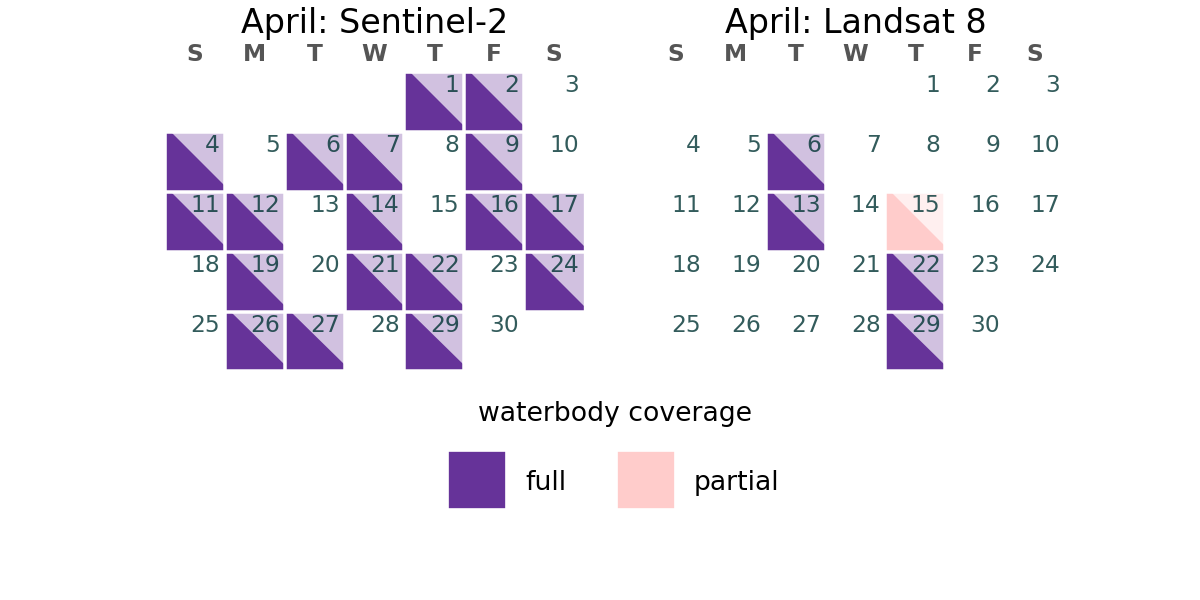 April: Sentinel-2
S M T W T F S
1 2 3
4 5 6 7 8 9 10
11 12 13 14 15 16 17
18 19 20 21 22 23 24
25 26 27 28 29 30
April: Landsat 8
S M T W T F S
1 2 3
4 5 6 7 8 9 10
11 12 13 14 15 16 17
18 19 20 21 22 23 24
25 26 27 28 29 30
waterbody coverage
full partial